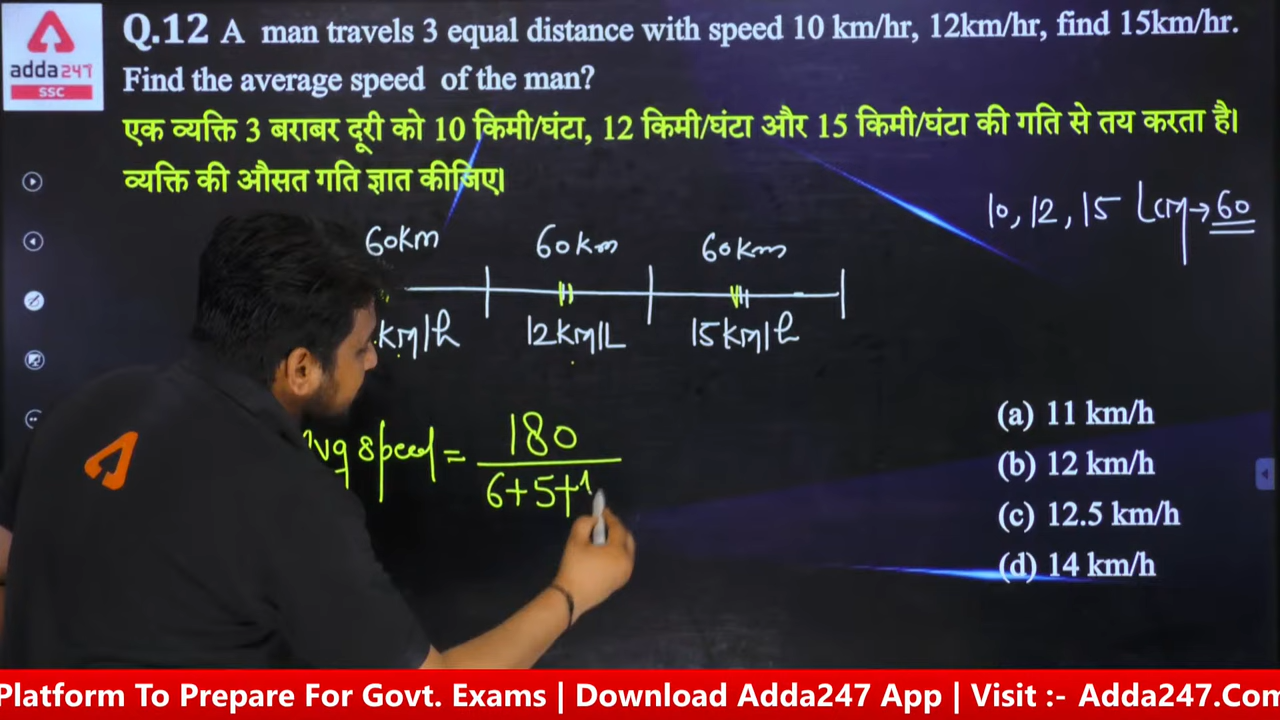 adda247
SSC
Q.12 A man travels 3 equal distance with speed 10 km/hr, 12km/hr, find 15km/hr.
Find the average speed of the man?
एक व्यक्ति 3 बराबर दूरी को 10 किमी/घंटा, 12 किमी/घंटा और 15 किमी/घंटा की गति से तय करता है।
व्यक्ति की औसत गति ज्ञात कीजिए।
10, 12, 15 Lcm→60
60km 60km 60km
km/h 12km/h 15km/h
Avg speed = 180
6+5+
(a) 11 km/h
(b) 12 km/h
(c) 12.5 km/h
(d) 14 km/h
Platform To Prepare For Govt. Exams | Download Adda247 App | Visit :- Adda247.Com